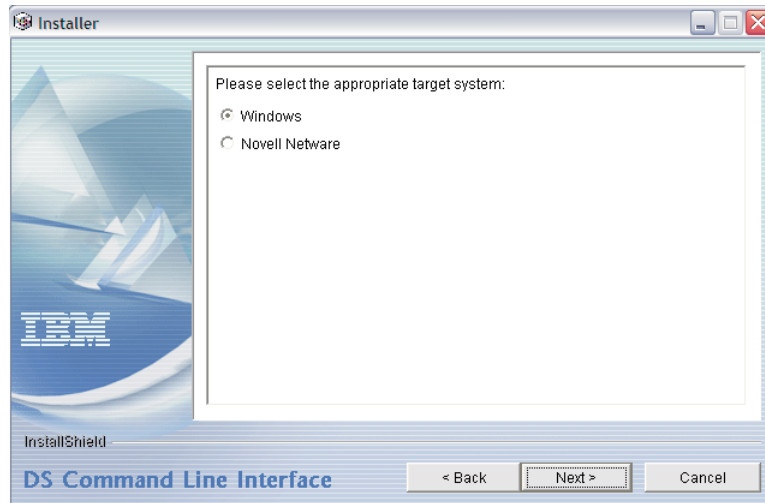 Installer
Please select the appropriate target system:
Windows
Novell Netware
IBM
InstallShield
DS Command Line Interface
< Back
Next >
Cancel